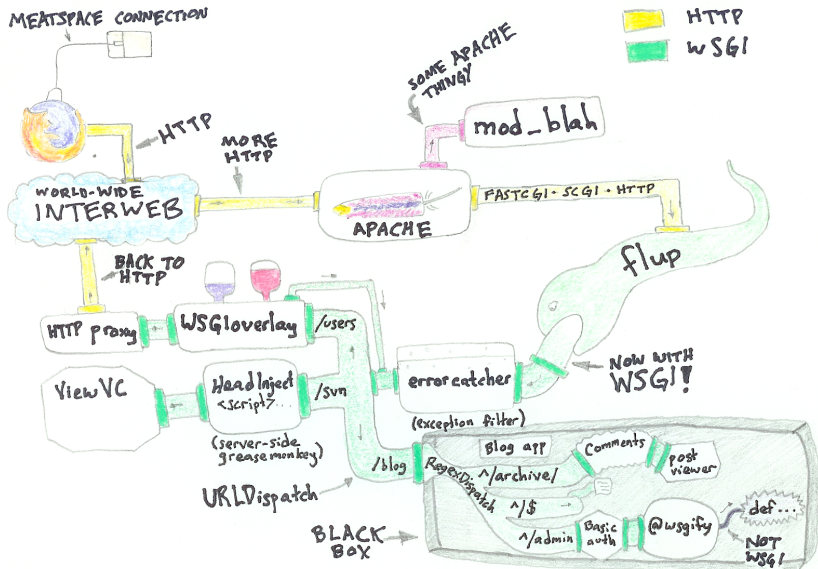 MEATSPACE CONNECTION
HTTP
WSGI
SOME APACHE
THINGY
mod_blah
HTTP
MORE
HTTP
WORLD-WIDE
INTERWEB
APACHE
FASTCGI · SCGI · HTTP
flup
BACK TO
HTTP
HTTP proxy
WSGIoverlay
/users
NOW WITH
WSGI!
ViewVC
HeadInject
<script>...
/svn
errorcatcher
(exception filter)
(server-side
greasemonkey)
/blog
URLDispatch
BLACK
BOX
RegexDispatch
Blog app
^/archive/
Comments
post
viewer
^/$
^/admin
Basic
auth
@wsgify
def...
NOT
WSGI